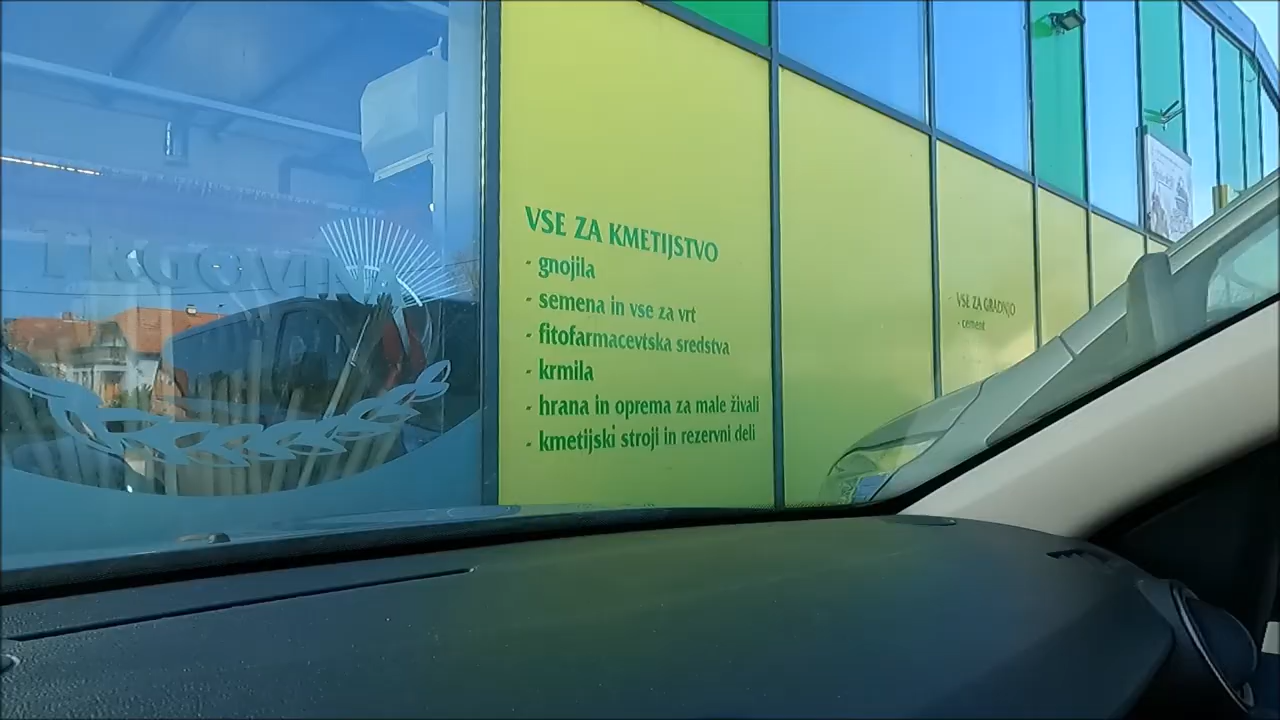 TRGOVINA
VSE ZA KMETIJSTVO
- gnojila
- semena in vse za vrt
- fitofarmacevtska sredstva
- krmila
- hrana in oprema za male živali
- kmetijski stroji in rezervni deli
VSE ZA GRADNJO
- cement